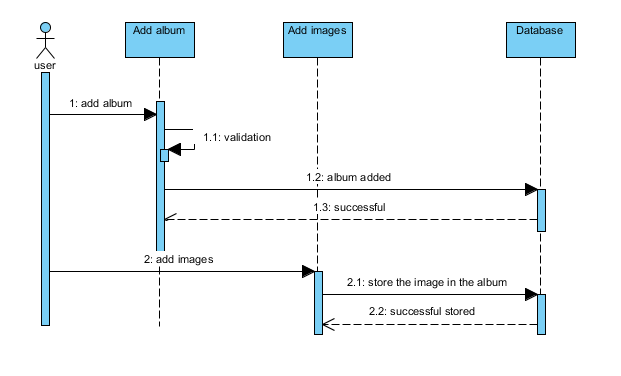 Add album
Add images
Database
user
1: add album
1.1: validation
1.2: album added
1.3: successful
2: add images
2.1: store the image in the album
2.2: successful stored